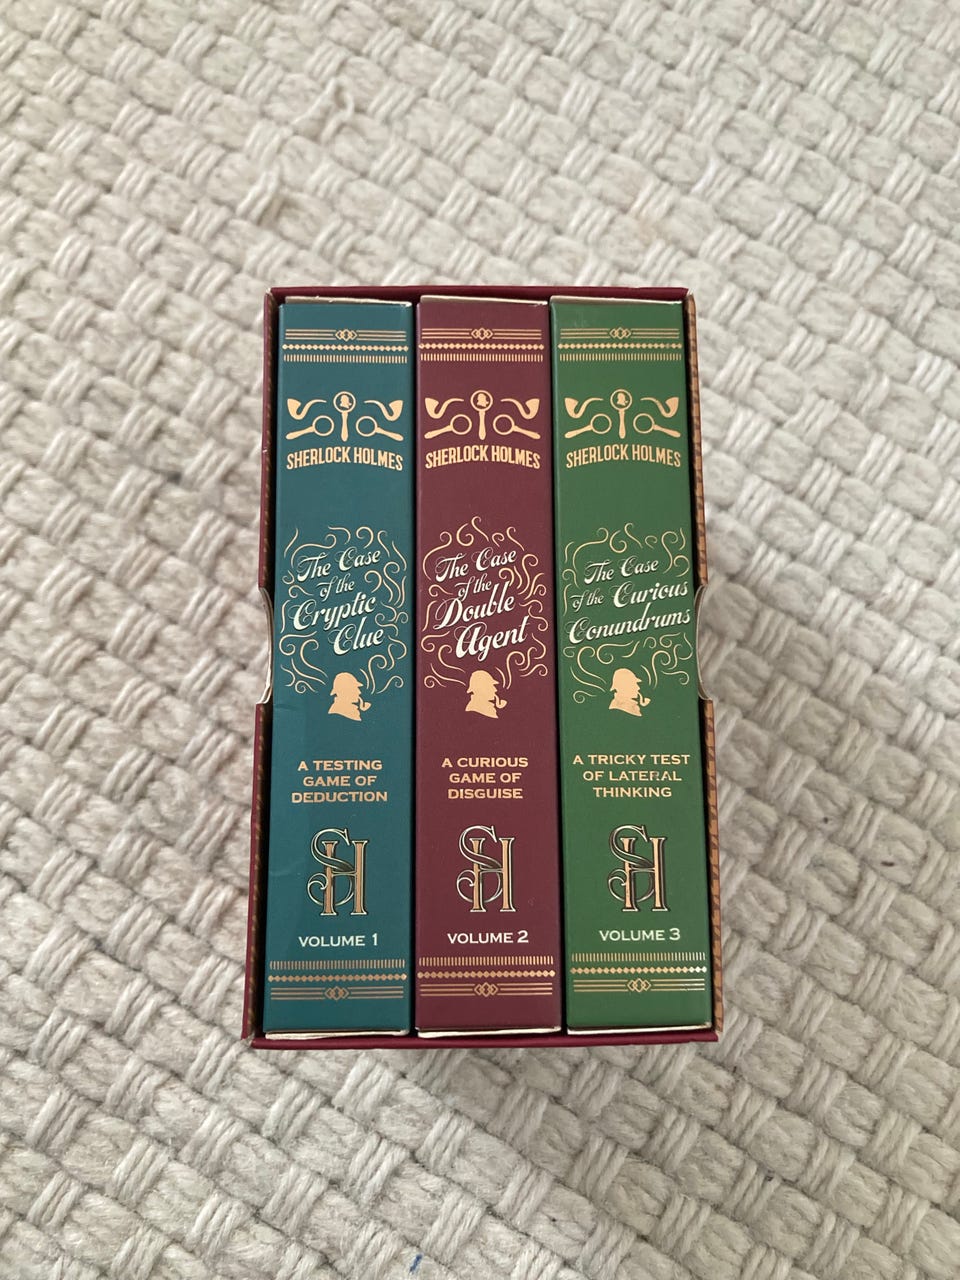 SHERLOCK HOLMES
The Case
of the
Cryptic
Clue
A TESTING
GAME OF
DEDUCTION
SH
VOLUME 1
SHERLOCK HOLMES
The Case
of the
Double
Agent
A CURIOUS
GAME OF
DISGUISE
SH
VOLUME 2
SHERLOCK HOLMES
The Case
of the Curious
Conundrums
A TRICKY TEST
OF LATERAL
THINKING
SH
VOLUME 3